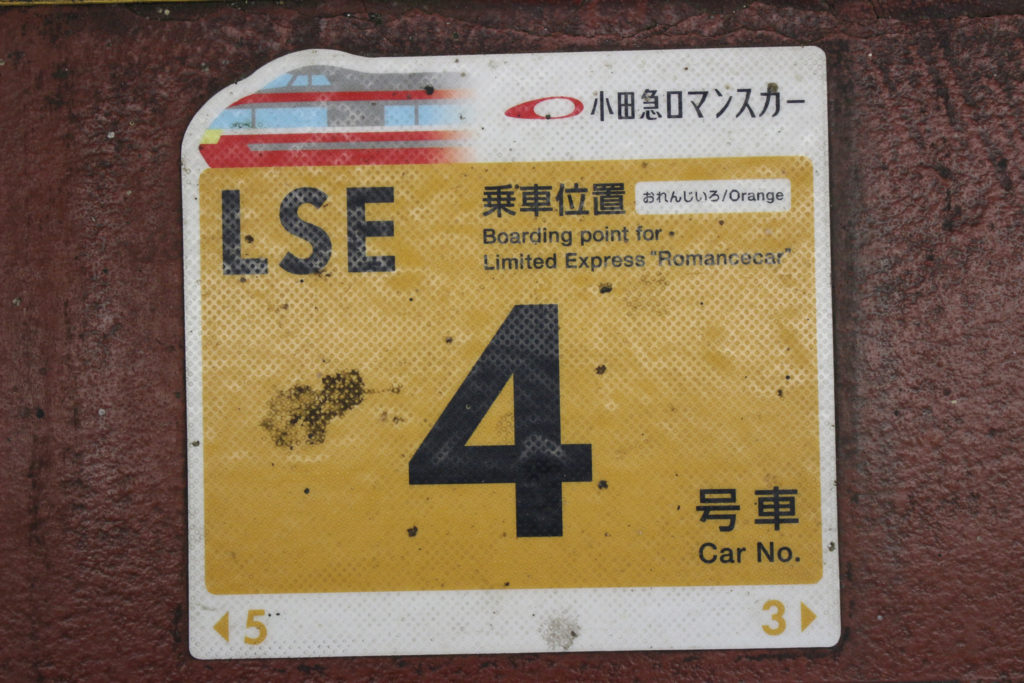 小田急ロマンスカー
LSE
乗車位置 おれんじいろ/Orange
Boarding point for
Limited Express "Romancecar"
4
号車
Car No.
5
3